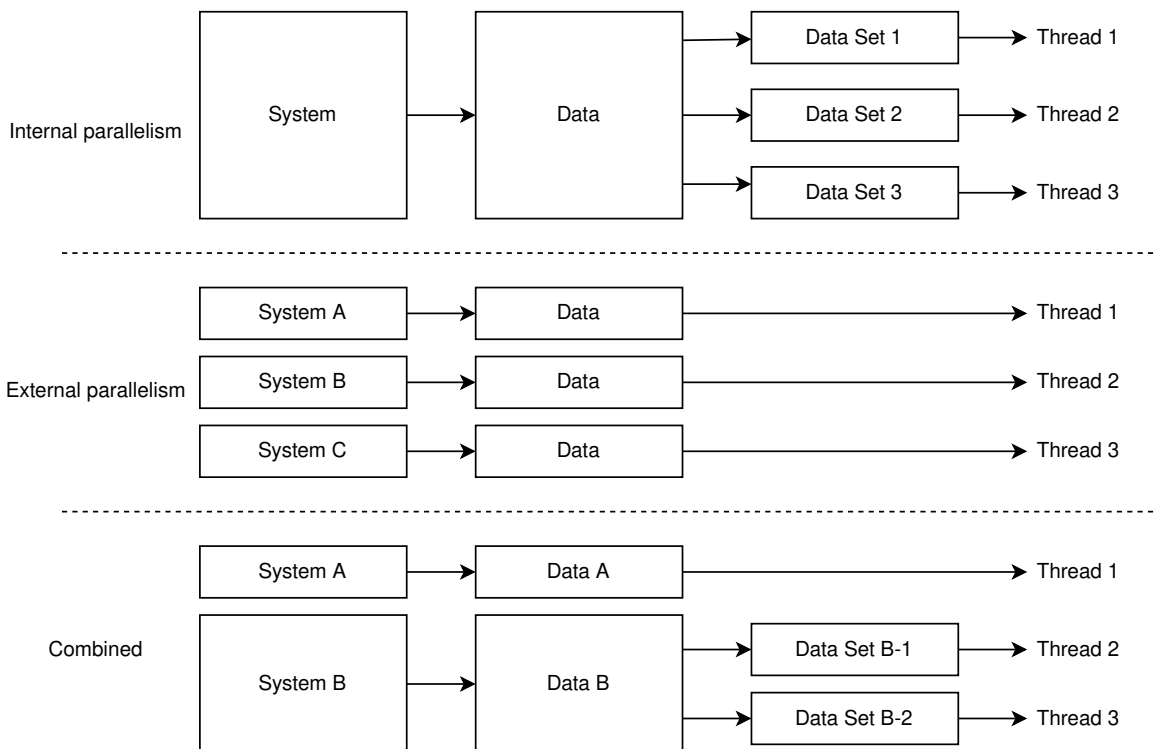 Internal parallelism
System
Data
Data Set 1
Thread 1
Data Set 2
Thread 2
Data Set 3
Thread 3
External parallelism
System A
Data
Thread 1
System B
Data
Thread 2
System C
Data
Thread 3
Combined
System A
Data A
Thread 1
System B
Data B
Data Set B-1
Thread 2
Data Set B-2
Thread 3